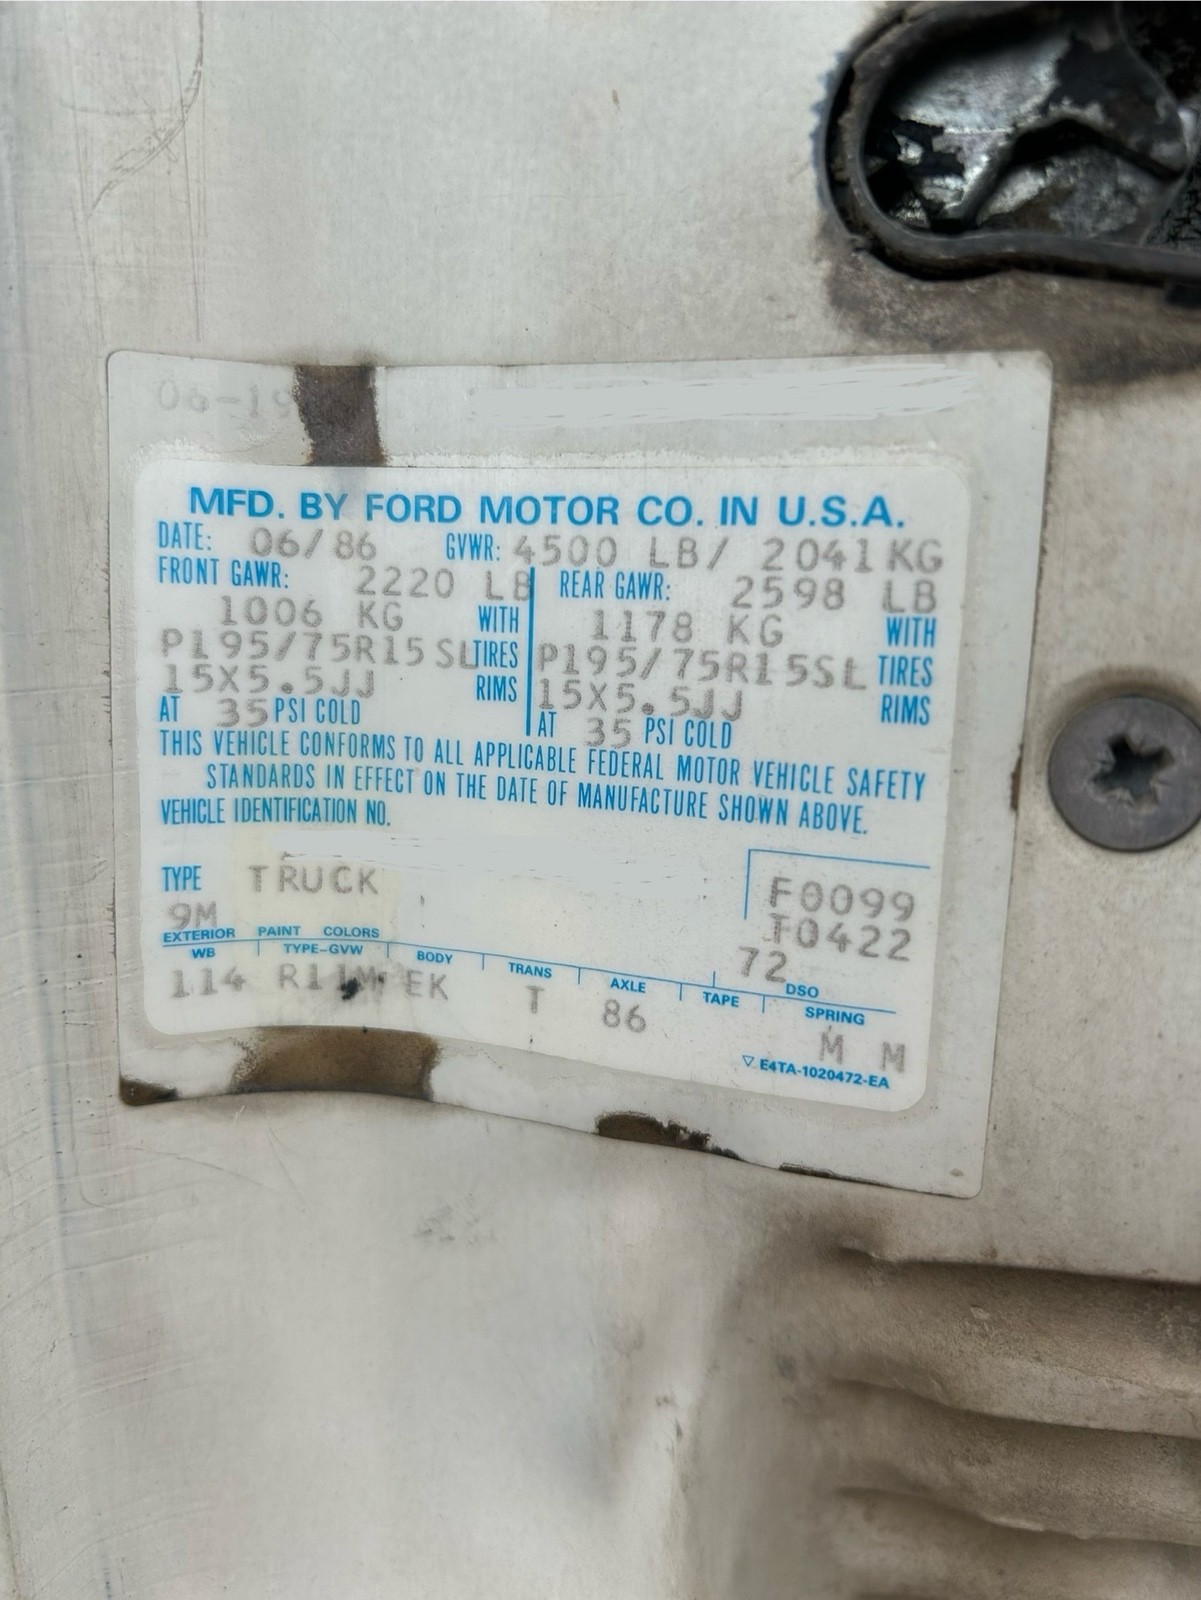 06-19
MFD. BY FORD MOTOR CO. IN U.S.A.
DATE: 06/86 GVWR: 4500 LB/ 2041KG
FRONT GAWR: 2220 LB
1006 KG WITH
P195/75R15SL TIRES
15X5.5JJ RIMS
AT 35 PSI COLD
REAR GAWR: 2598 LB
1178 KG WITH
P195/75R15SL TIRES
15X5.5JJ RIMS
AT 35 PSI COLD
THIS VEHICLE CONFORMS TO ALL APPLICABLE FEDERAL MOTOR VEHICLE SAFETY
STANDARDS IN EFFECT ON THE DATE OF MANUFACTURE SHOWN ABOVE.
VEHICLE IDENTIFICATION NO.
TYPE TRUCK
F0099
T0422
9M
72
EXTERIOR PAINT COLORS DSO
WB TYPE-GVW BODY TRANS AXLE TAPE SPRING
114 R11M EK T 86 M M
▽ E4TA-1020472-EA